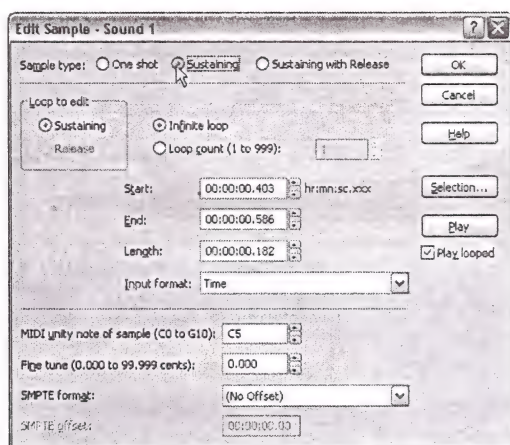 Edit Sample - Sound 1
Sample type: One shot Sustaining Sustaining with Release
OK
Cancel
Loop to edit
Sustaining
Release
Infinite loop
Loop count (1 to 999): 1
Help
Start: 00:00:00.403 hr:mn:sc.xxx
Selection...
End: 00:00:00.586
Play
Length: 00:00:00.182
Play looped
Input format: Time
MIDI unity note of sample (C0 to G10): C5
Fine tune (0.000 to 99.999 cents): 0.000
SMPTE format: (No Offset)
SMPTE offset: 00:00:00.00